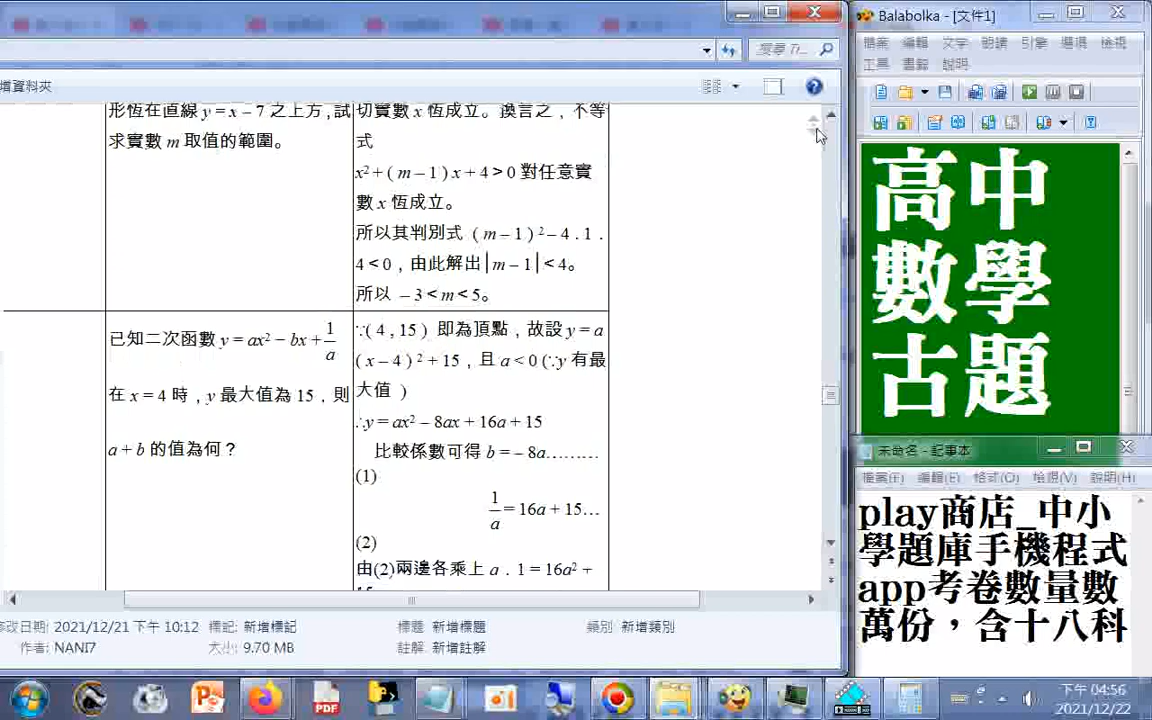 Balabolka - [文件1]
搜尋 Tr...
檔案 編輯 文字 朗讀 引擎 選項 檢視
工具 書籤 說明
增資料夾
形恆在直線 y = x – 7 之上方，試
求實數 m 取值的範圍。
切實數 x 恆成立。換言之，不等
式
x² + ( m – 1 ) x + 4 > 0 對任意實
數 x 恆成立。
所以其判別式 ( m – 1 ) ² – 4 . 1 .
4 < 0，由此解出│m – 1│< 4。
所以 – 3 < m < 5。
已知二次函數 y = ax² – bx + 1/a
在 x = 4 時，y 最大值為 15，則
a + b 的值為何？
∵( 4 , 15 ) 即為頂點，故設 y = a
( x – 4 ) ² + 15，且 a < 0 (∵y 有最
大值 )
∴y = ax² – 8ax + 16a + 15
比較係數可得 b = – 8a………
(1)
1/a = 16a + 15…
(2)
由(2)兩邊各乘上 a . 1 = 16a² +
高中
數學
古題
未命名 - 記事本
檔案(F) 編輯(E) 格式(O) 檢視(V) 說明(H)
play商店_中小
學題庫手機程式
app考卷數量數
萬份，含十八科
修改日期: 2021/12/21 下午 10:12 標記: 新增標記 標題 新增標題 類別 新增類別
作者: NANI7 大小: 9.70 MB 註解 新增註解
PDF
下午 04:56
2021/12/22